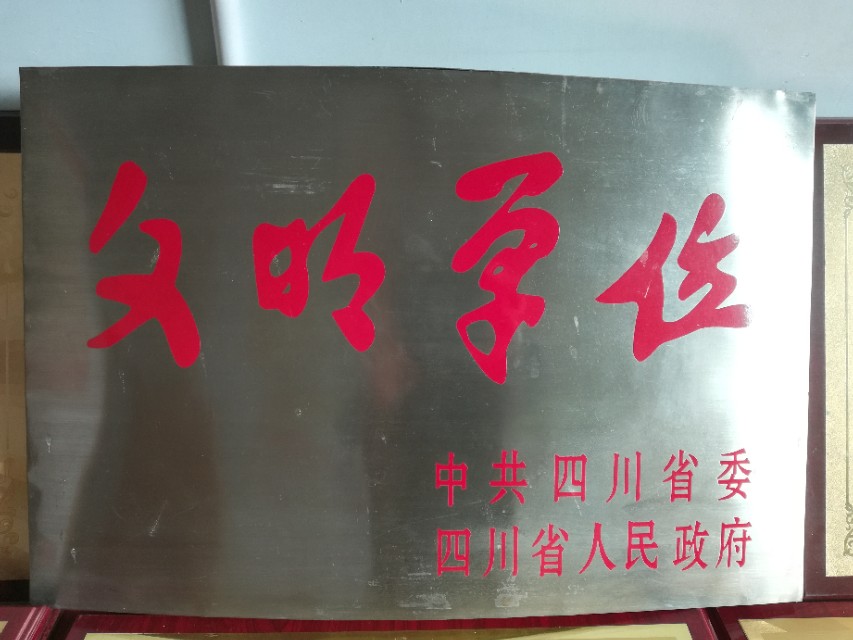 文明单位
中共四川省委
四川省人民政府